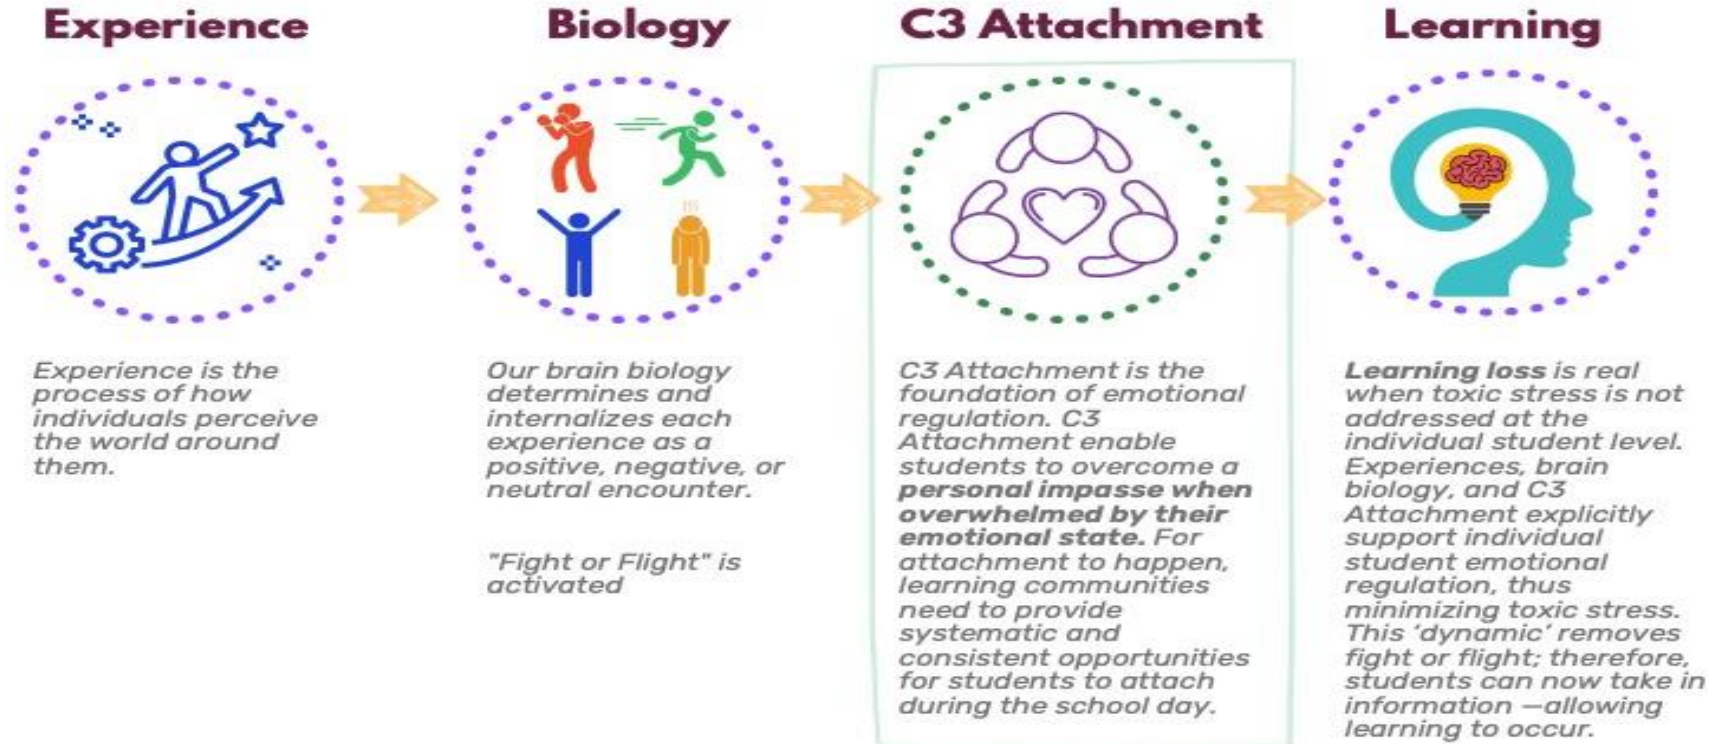 Experience
Biology
C3 Attachment
Learning
Experience is the
process of how
individuals perceive
the world around
them.
Our brain biology
determines and
internalizes each
experience as a
positive, negative, or
neutral encounter.
"Fight or Flight" is
activated
C3 Attachment is the
foundation of emotional
regulation. C3
Attachment enable
students to overcome a
personal impasse when
overwhelmed by their
emotional state. For
attachment to happen,
learning communities
need to provide
systematic and
consistent opportunities
for students to attach
during the school day.
Learning loss is real
when toxic stress is not
addressed at the
individual student level.
Experiences, brain
biology, and C3
Attachment explicitly
support individual
student emotional
regulation, thus
minimizing toxic stress.
This ‘dynamic’ removes
fight or flight; therefore,
students can now take in
information —allowing
learning to occur.